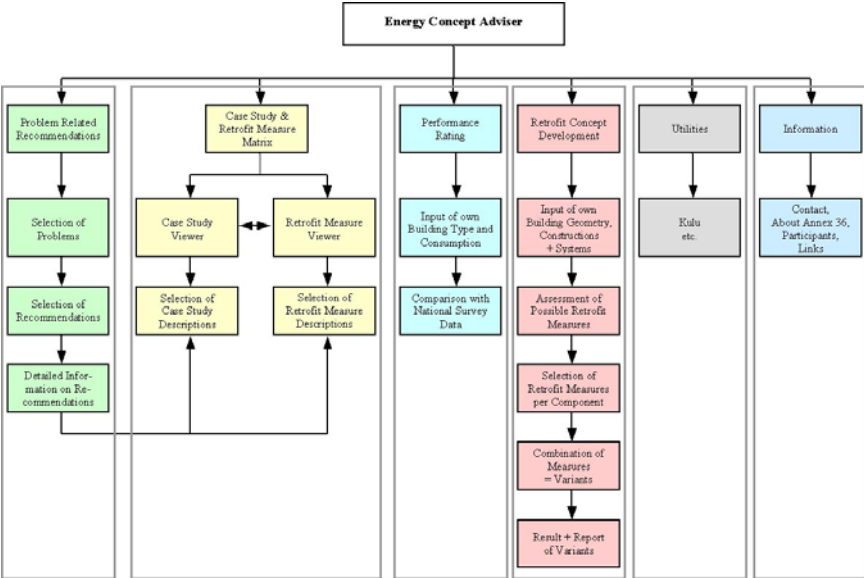 Energy Concept Adviser
Problem Related
Recommendations
Selection of
Problems
Selection of
Recommendations
Detailed Infor-
mation on Re-
commendations
Case Study &
Retrofit Measure
Matrix
Case Study
Viewer
Retrofit Measure
Viewer
Selection of
Case Study
Descriptions
Selection of
Retrofit Measure
Descriptions
Performance
Rating
Input of own
Building Type and
Consumption
Comparison with
National Survey
Data
Retrofit Concept
Development
Input of own
Building Geometry,
Constructions
+ Systems
Assessment of
Possible Retrofit
Measures
Selection of
Retrofit Measures
per Component
Combination of
Measures
= Variants
Result + Report
of Variants
Utilities
Kulu
etc.
Information
Contact,
About Annex 36,
Participants,
Links